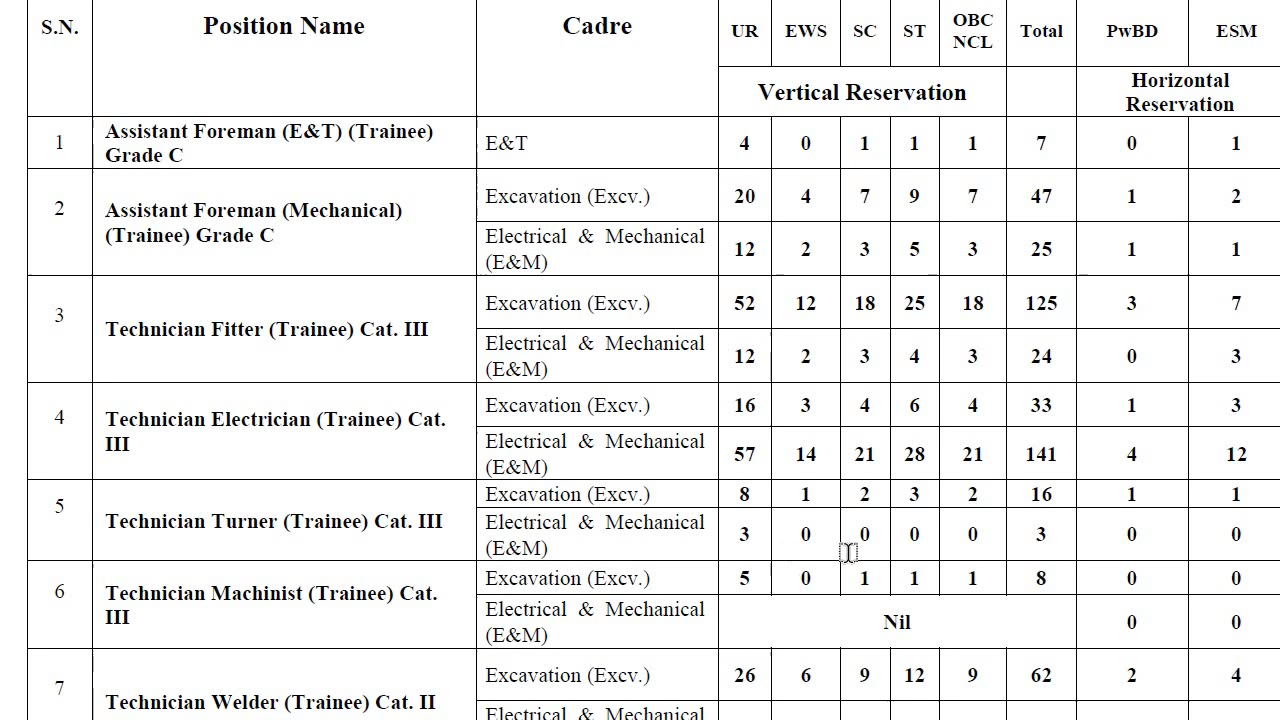 S.N. Position Name Cadre UR EWS SC ST OBC NCL Total PwBD ESM
Vertical Reservation Horizontal Reservation
1 Assistant Foreman (E&T) (Trainee) Grade C E&T 4 0 1 1 1 7 0 1
2 Assistant Foreman (Mechanical) (Trainee) Grade C Excavation (Excv.) 20 4 7 9 7 47 1 2
Electrical & Mechanical (E&M) 12 2 3 5 3 25 1 1
3 Technician Fitter (Trainee) Cat. III Excavation (Excv.) 52 12 18 25 18 125 3 7
Electrical & Mechanical (E&M) 12 2 3 4 3 24 0 3
4 Technician Electrician (Trainee) Cat. III Excavation (Excv.) 16 3 4 6 4 33 1 3
Electrical & Mechanical (E&M) 57 14 21 28 21 141 4 12
5 Technician Turner (Trainee) Cat. III Excavation (Excv.) 8 1 2 3 2 16 1 1
Electrical & Mechanical (E&M) 3 0 0 0 0 3 0 0
6 Technician Machinist (Trainee) Cat. III Excavation (Excv.) 5 0 1 1 1 8 0 0
Electrical & Mechanical (E&M) Nil 0 0
7 Technician Welder (Trainee) Cat. II Excavation (Excv.) 26 6 9 12 9 62 2 4
Electrical & Mechanical